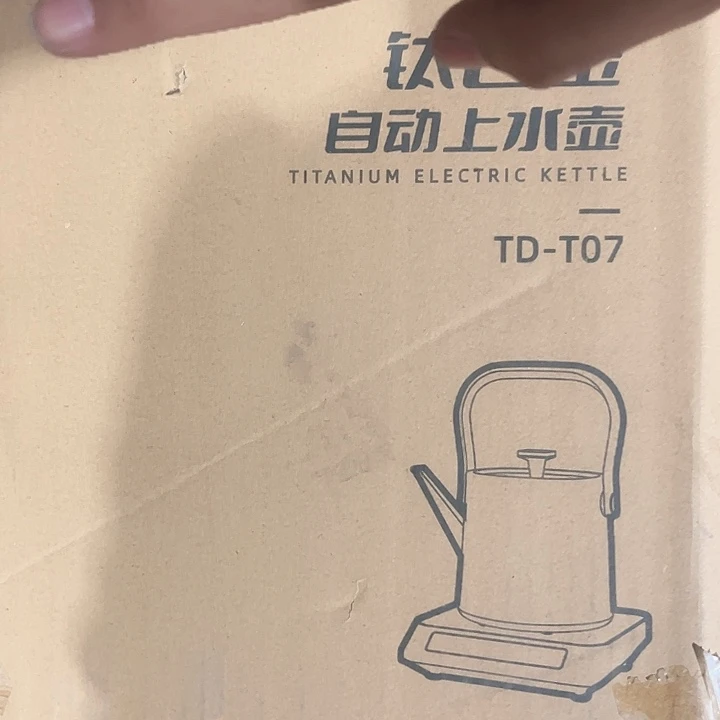 钛
自动上水壶
TITANIUM ELECTRIC KETTLE
TD-T07